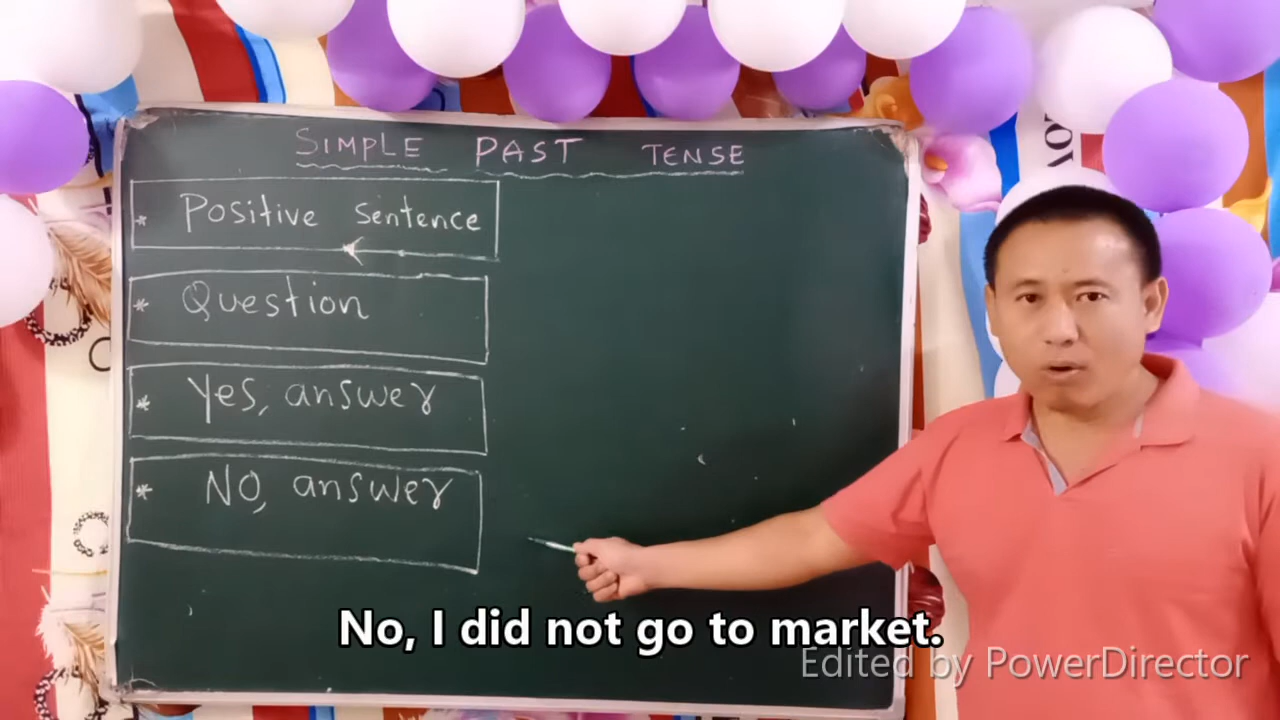 SIMPLE PAST TENSE
* Positive sentence
* Question
* Yes, answer
* NO, answer
No, I did not go to market.
Edited by PowerDirector